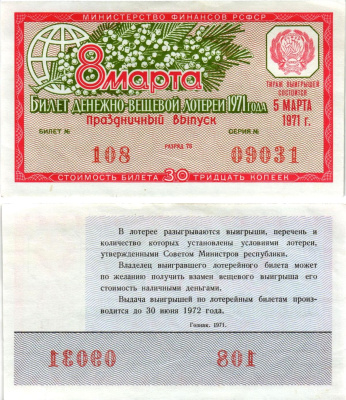 МИНИСТЕРСТВО ФИНАНСОВ РСФСР
8 марта
БИЛЕТ ДЕНЕЖНО-ВЕЩЕВОЙ ЛОТЕРЕИ 1971 ГОДА
Праздничный выпуск
ТИРАЖ ВЫИГРЫШЕЙ
СОСТОИТСЯ
5 МАРТА
1971 г.
БИЛЕТ № РАЗРЯД 76 СЕРИЯ №
108 09031
СТОИМОСТЬ БИЛЕТА 30 ТРИДЦАТЬ КОПЕЕК
В лотерее разыгрываются выигрыши, перечень и
количество которых установлены условиями лотереи,
утвержденными Советом Министров республики.
Владелец выигравшего лотерейного билета может
по желанию получить взамен вещевого выигрыша его
стоимость наличными деньгами.
Выдача выигрышей по лотерейным билетам произ-
водится до 30 июня 1972 года.
Гознак. 1971.
09031 108